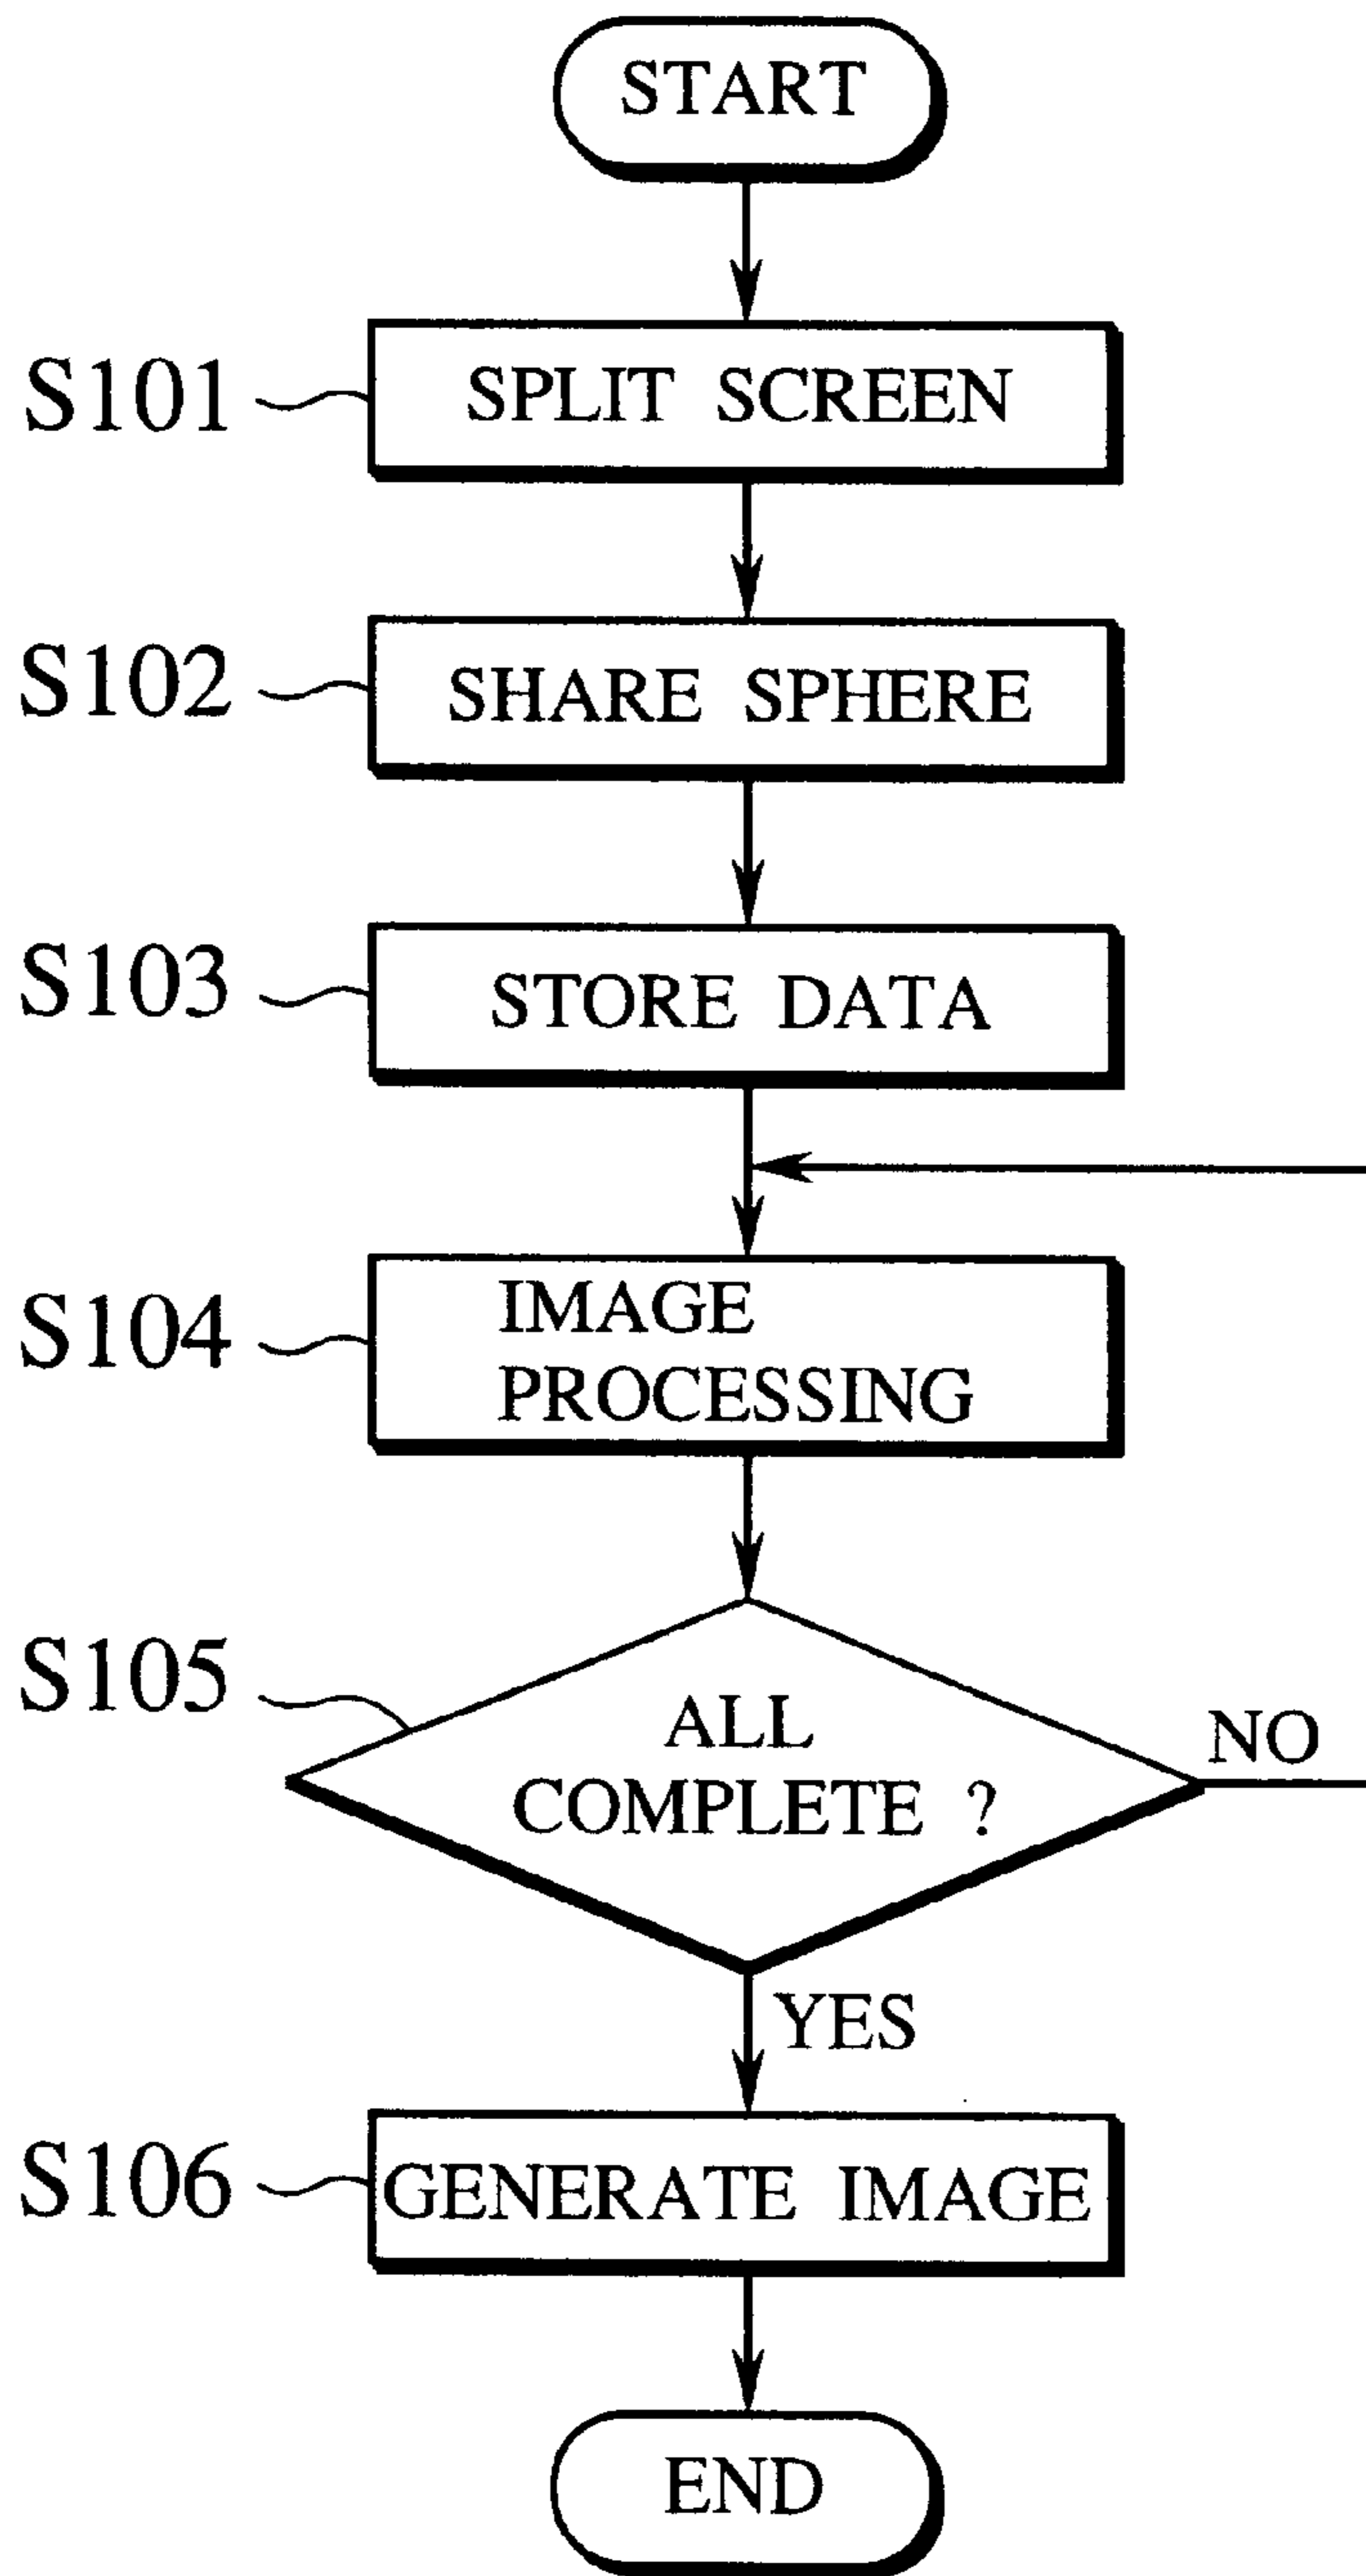 START
S101
SPLIT SCREEN
S102
SHARE SPHERE
S103
STORE DATA
S104
IMAGE
PROCESSING
S105
ALL
COMPLETE ?
NO
YES
S106
GENERATE IMAGE
END